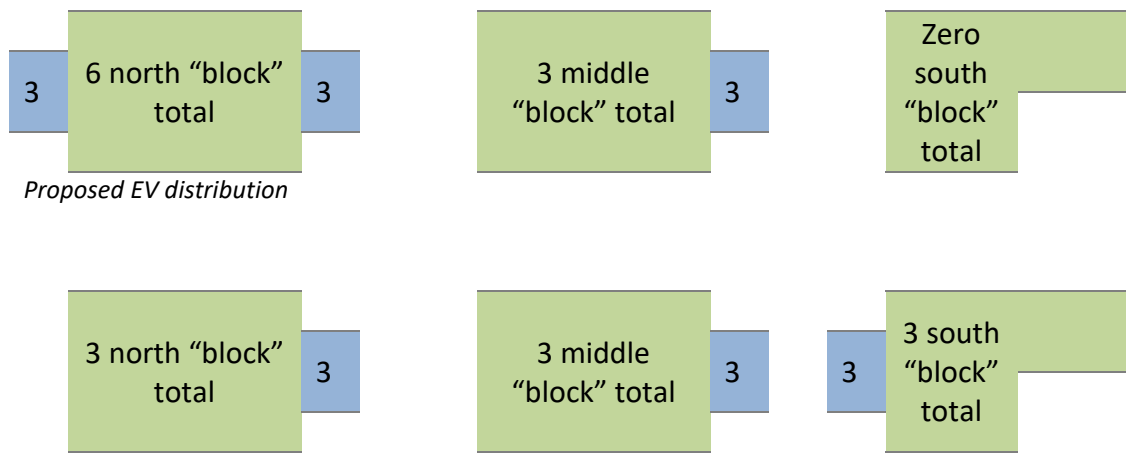 3
6 north “block”
total
3
3 middle
“block” total
3
Zero
south
“block”
total
Proposed EV distribution
3 north “block”
total
3
3 middle
“block” total
3
3
3 south
“block”
total